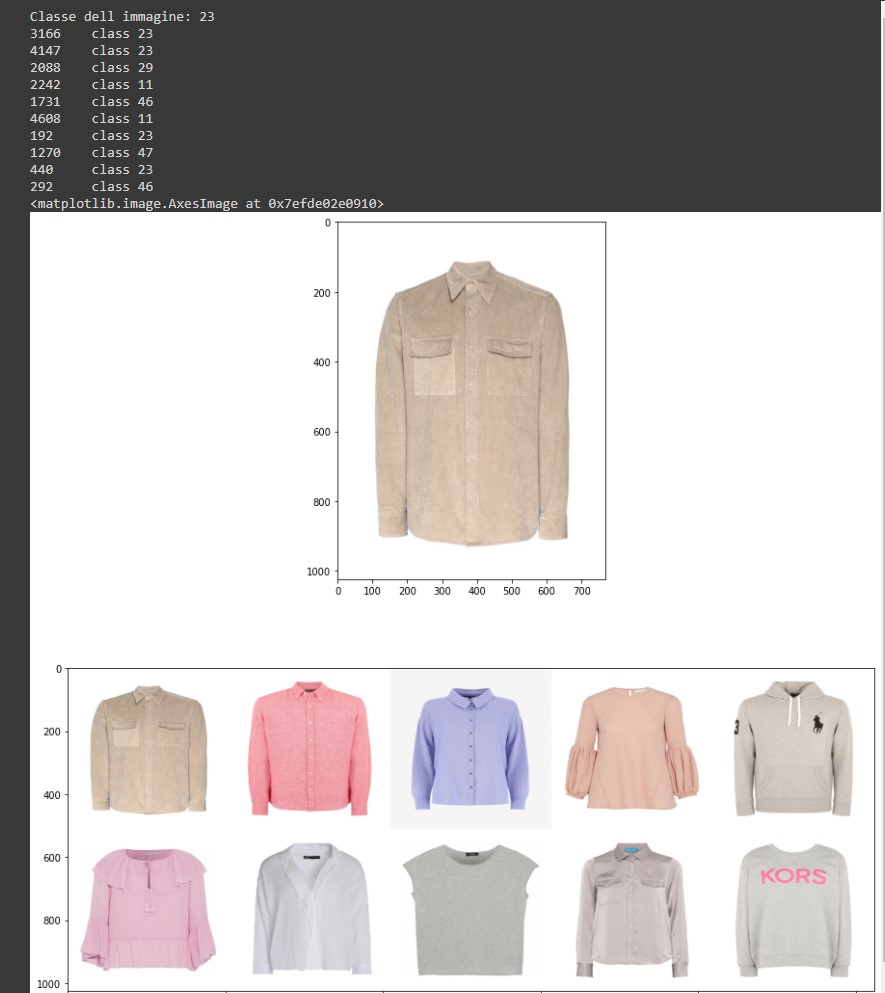 Classe dell immagine: 23
3166 class 23
4147 class 23
2088 class 29
2242 class 11
1731 class 46
4608 class 11
192 class 23
1270 class 47
440 class 23
292 class 46
<matplotlib.image.AxesImage at 0x7efde02e0910>
0
200
400
600
800
1000
0 100 200 300 400 500 600 700
0
200
400
600
800
1000
3
KORS